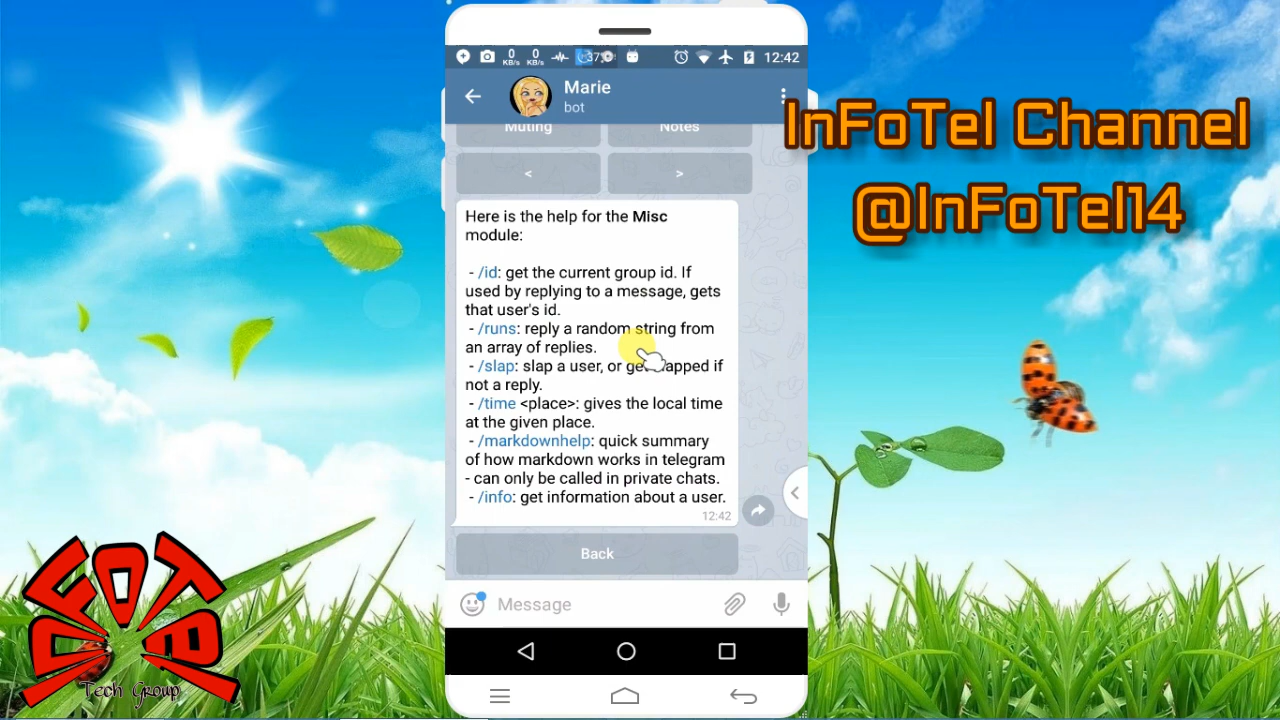 0 KB/s 0 KB/s 12:42
Marie
bot
Muting Notes
< >
Here is the help for the Misc
module:
- /id: get the current group id. If
used by replying to a message, gets
that user's id.
- /runs: reply a random string from
an array of replies.
- /slap: slap a user, or get slapped if
not a reply.
- /time <place>: gives the local time
at the given place.
- /markdownhelp: quick summary
of how markdown works in telegram
- can only be called in private chats.
- /info: get information about a user.
12:42
Back
Message
InFoTel Channel
@InFoTel14
Tech Group